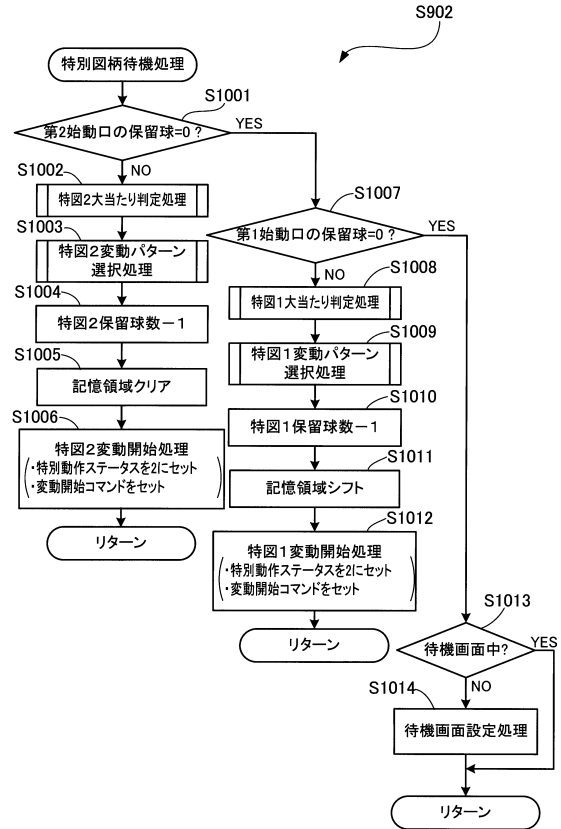 S902
特別図柄待機処理
S1001
第2始動口の保留球=0？
YES
NO
S1002
特図2大当たり判定処理
S1003
特図2変動パターン
選択処理
S1004
特図2保留球数－1
S1005
記憶領域クリア
S1006
特図2変動開始処理
・特別動作ステータスを2にセット
・変動開始コマンドをセット
リターン
S1007
第1始動口の保留球=0？
YES
NO
S1008
特図1大当たり判定処理
S1009
特図1変動パターン
選択処理
S1010
特図1保留球数－1
S1011
記憶領域シフト
S1012
特図1変動開始処理
・特別動作ステータスを2にセット
・変動開始コマンドをセット
リターン
S1013
待機画面中?
YES
NO
S1014
待機画面設定処理
リターン